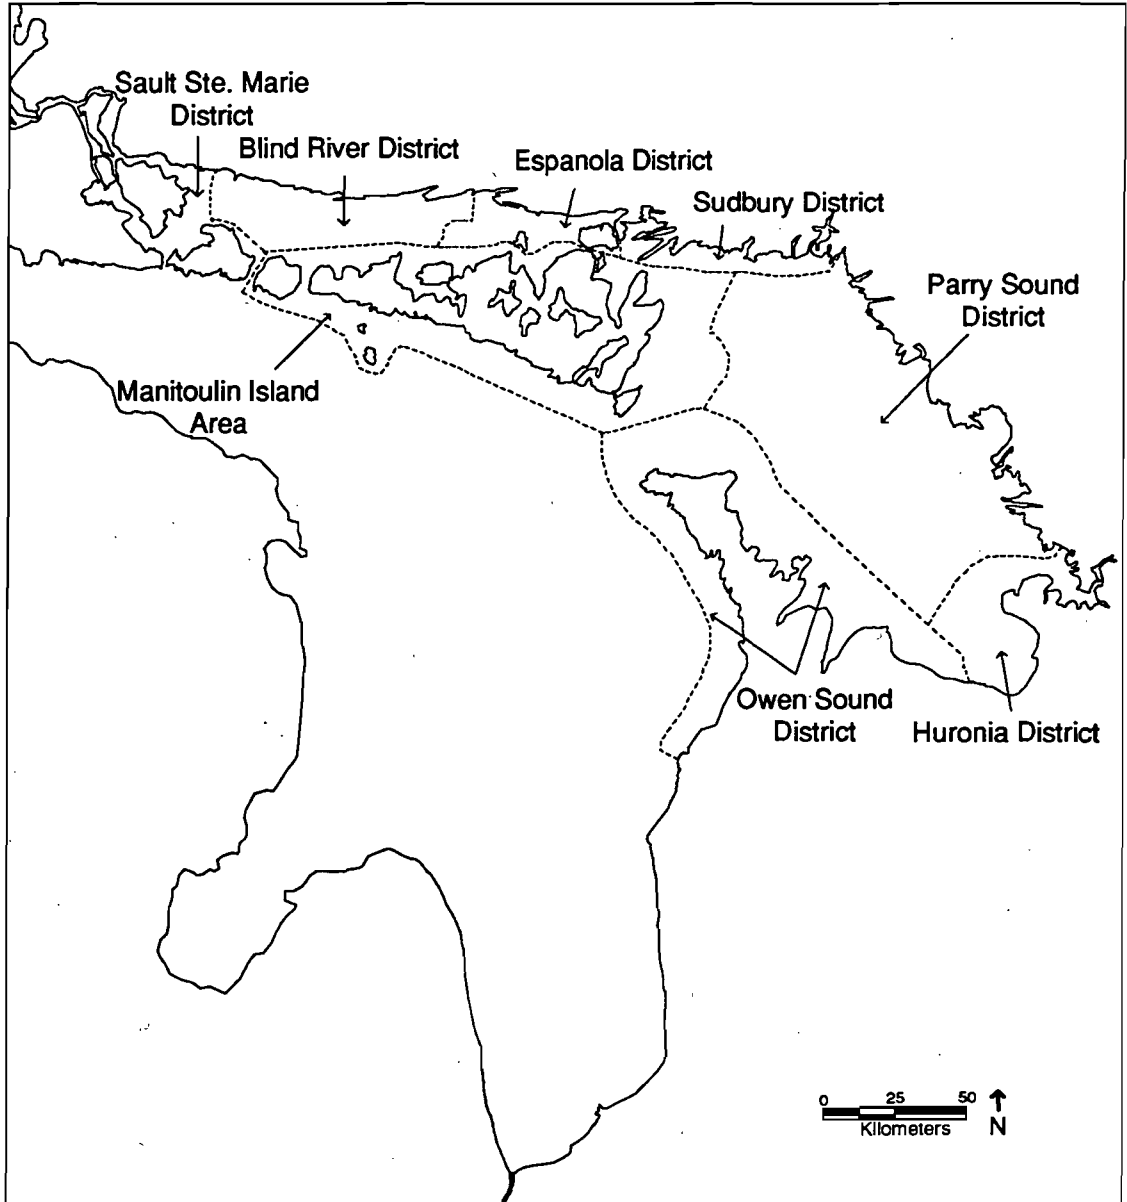 Sault Ste. Marie
District
Blind River District
Espanola District
Sudbury District
Parry Sound
District
Manitoulin Island
Area
Owen Sound
District
Huronia District
0 25 50
Kilometers
N